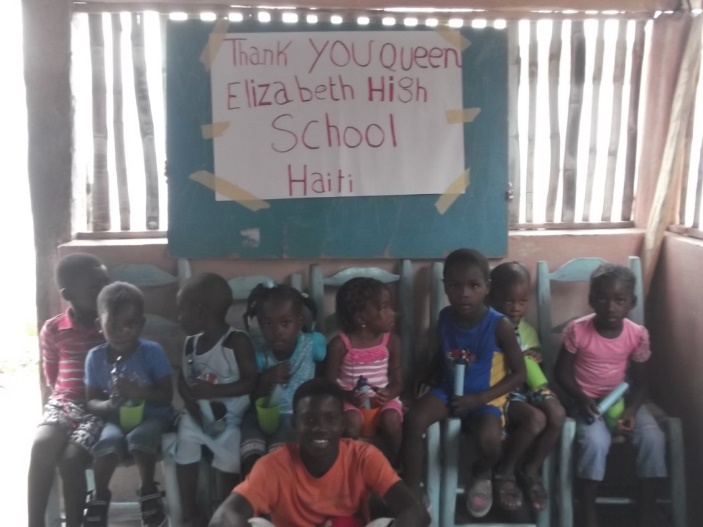 Thank YOU QUEEN
ElizabetH High
School
Haiti